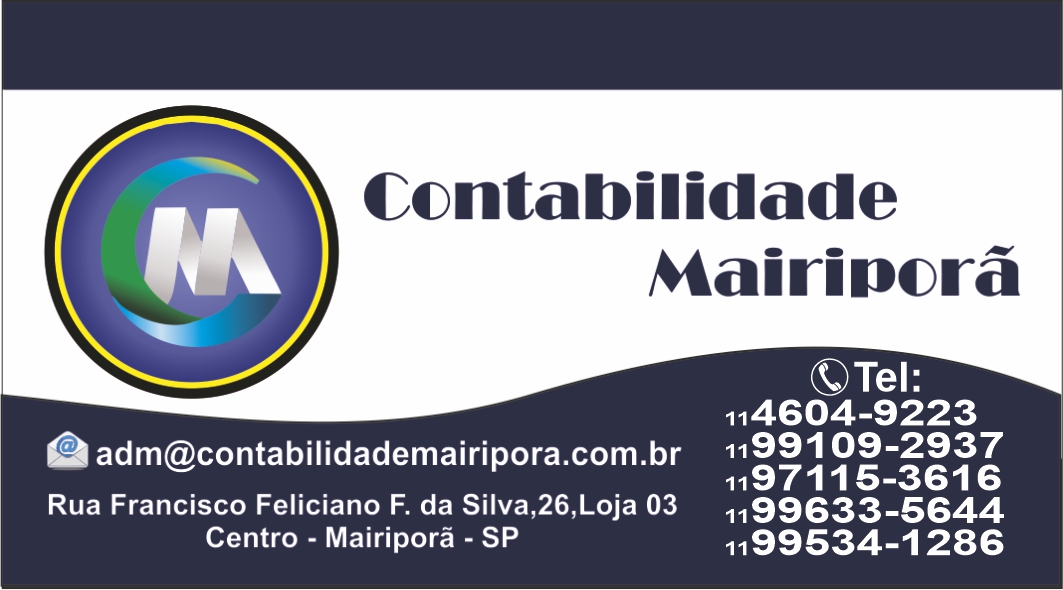 CM
Contabilidade
Mairiporã
Tel:
11 4604-9223
11 99109-2937
11 97115-3616
11 99633-5644
11 99534-1286
@ adm@contabilidademairipora.com.br
Rua Francisco Feliciano F. da Silva,26,Loja 03
Centro - Mairiporã - SP